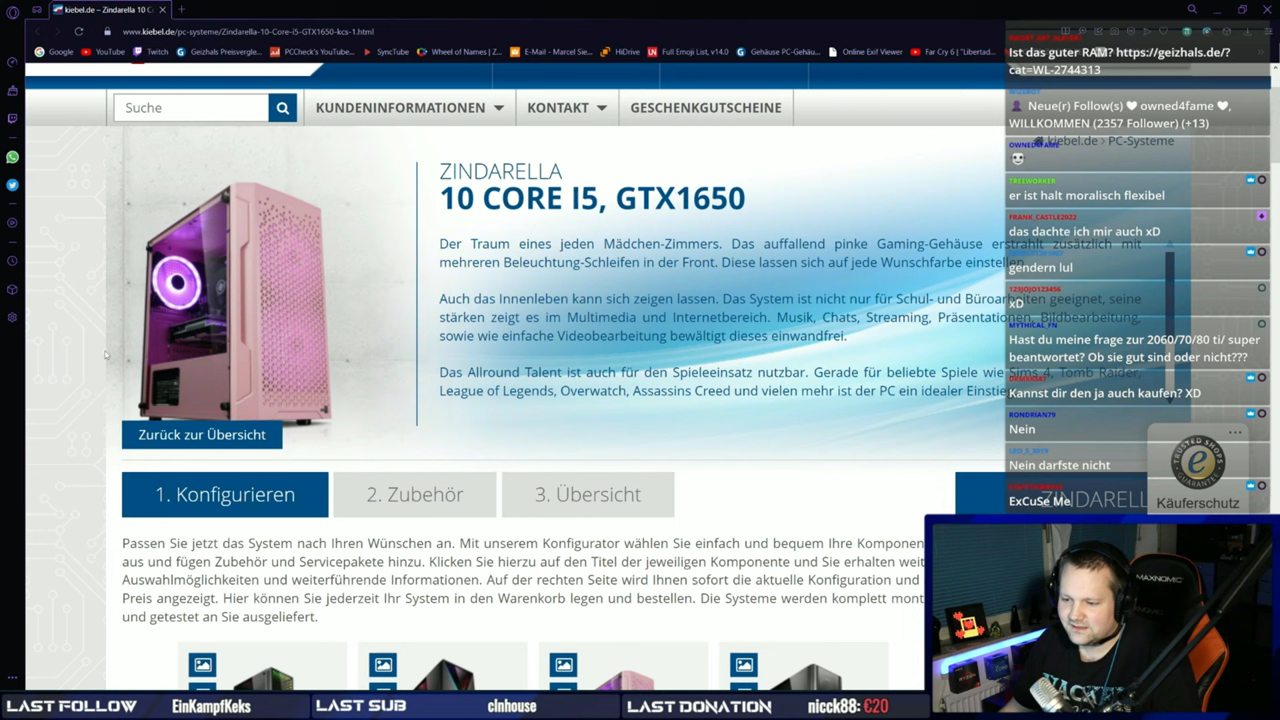 kiebel.de – Zindarella 10 C
www.kiebel.de/pc-systeme/Zindarella-10-Core-i5-GTX1650-kcs-1.html
Google YouTube Twitch Geizhals Preisvergle... PCCheck's YouTube... SyncTube Wheel of Names | Z... E-Mail – Marcel Sie... HiDrive Full Emoji List, v14.0 Gehäuse PC-Gehäu... Online Exif Viewer Far Cry 6 ("Libertad...
Suche
KUNDENINFORMATIONEN
KONTAKT
GESCHENKGUTSCHEINE
kiebel.de › PC-Systeme
ZINDARELLA
10 CORE I5, GTX1650
Der Traum eines jeden Mädchen-Zimmers. Das auffallend pinke Gaming-Gehäuse erstrahlt zusätzlich mit
mehreren Beleuchtung-Schleifen in der Front. Diese lassen sich auf jede Wunschfarbe einstellen.
Auch das Innenleben kann sich zeigen lassen. Das System ist nicht nur für Schul- und Büroarbeiten geeignet, seine
stärken zeigt es im Multimedia und Internetbereich. Musik, Chats, Streaming, Präsentationen, Bildbearbeitung,
sowie wie einfache Videobearbeitung bewältigt dieses einwandfrei.
Das Allround Talent ist auch für den Spieleeinsatz nutzbar. Gerade für beliebte Spiele wie Sims 4, Tomb Raider,
League of Legends, Overwatch, Assassins Creed und vielen mehr ist der PC ein idealer Einstie
Zurück zur Übersicht
1. Konfigurieren
2. Zubehör
3. Übersicht
ZINDARELL
Passen Sie jetzt das System nach Ihren Wünschen an. Mit unserem Konfigurator wählen Sie einfach und bequem Ihre Komponen
aus und fügen Zubehör und Servicepakete hinzu. Klicken Sie hierzu auf den Titel der jeweiligen Komponente und Sie erhalten weit
Auswahlmöglichkeiten und weiterführende Informationen. Auf der rechten Seite wird Ihnen sofort die aktuelle Konfiguration und
Preis angezeigt. Hier können Sie jederzeit Ihr System in den Warenkorb legen und bestellen. Die Systeme werden komplett mont
und getestet an Sie ausgeliefert.
Ist das guter RAM? https://geizhals.de/?
cat=WL-2744313
Neue(r) Follow(s) owned4fame ,
WILLKOMMEN (2357 Follower) (+13)
OWNED4FAME
TREEWORKER
er ist halt moralisch flexibel
FRANK_CASTLE2022
das dachte ich mir auch xD
gendern lul
123JOJO123456
xD
MYTHICAL_FN
Hast du meine frage zur 2060/70/80 ti/ super
beantwortet? Ob sie gut sind oder nicht???
Kannst dir den ja auch kaufen? XD
RONDRIAN79
Nein
LEU_S_2010
Nein darfste nicht
ExCuSe Me
TRUSTED SHOPS
GUARANTEE
Käuferschutz
MAXNOMIC
LAST FOLLOW EinKampfKeks LAST SUB clnhouse LAST DONATION nicck88: €20